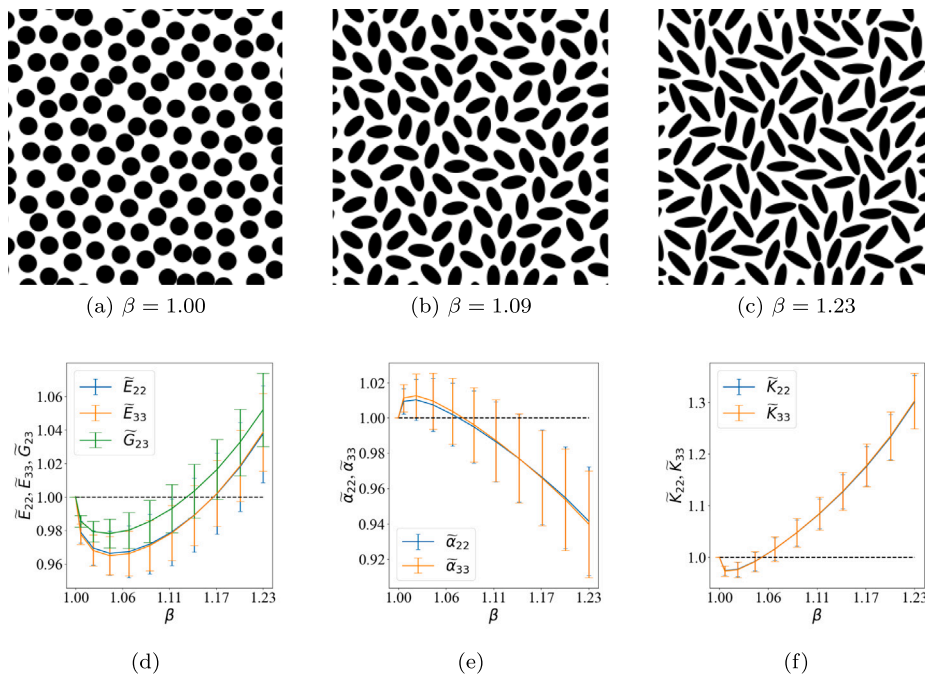 (a) β = 1.00
(b) β = 1.09
(c) β = 1.23
Ẽ₂₂, Ẽ₃₃, G̃₂₃
1.06
1.04
1.02
1.00
0.98
0.96
Ẽ₂₂
Ẽ₃₃
G̃₂₃
1.00 1.06 1.11 1.17 1.23
β
(d)
α̃₂₂, α̃₃₃
1.02
1.00
0.98
0.96
0.94
0.92
α̃₂₂
α̃₃₃
1.00 1.06 1.11 1.17 1.23
β
(e)
K̃₂₂, K̃₃₃
1.3
1.2
1.1
1.0
K̃₂₂
K̃₃₃
1.00 1.06 1.11 1.17 1.23
β
(f)